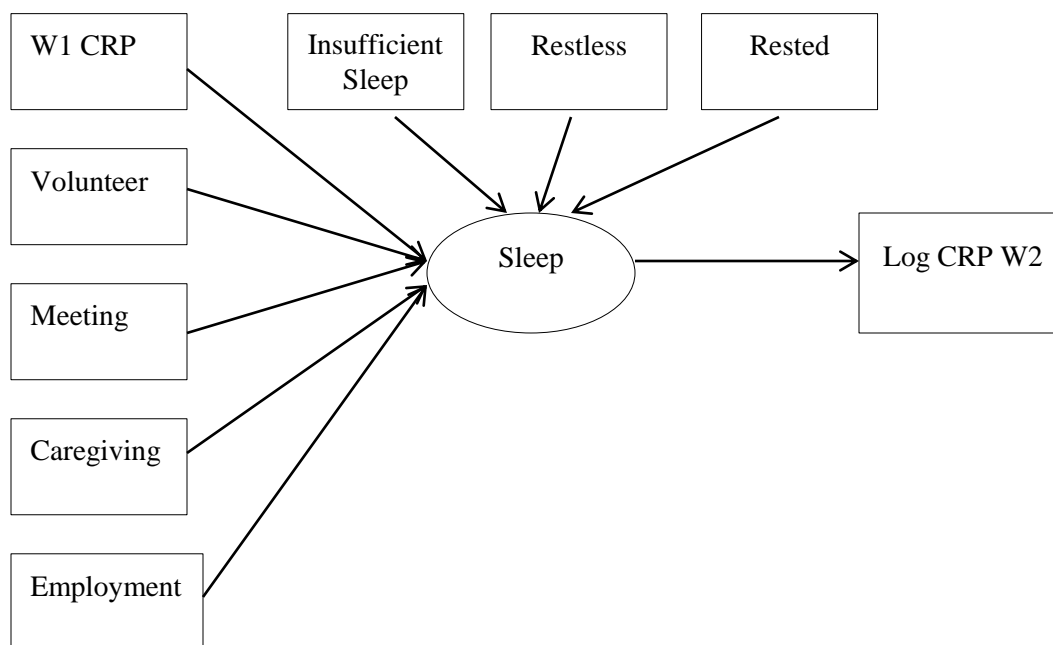 W1 CRP
Insufficient
Sleep
Restless
Rested
Volunteer
Sleep
Log CRP W2
Meeting
Caregiving
Employment